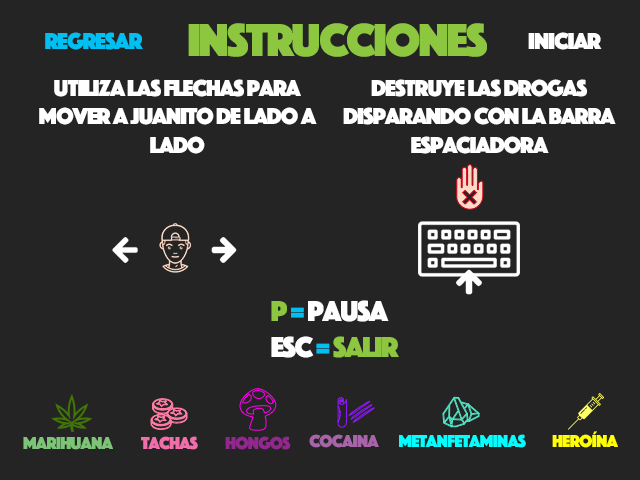 REGRESAR
INSTRUCCIONES
INICIAR
UTILIZA LAS FLECHAS PARA
MOVER A JUANITO DE LADO A
LADO
DESTRUYE LAS DROGAS
DISPARANDO CON LA BARRA
ESPACIADORA
P = PAUSA
ESC = SALIR
MARIHUANA
TACHAS
HONGOS
COCAINA
METANFETAMINAS
HEROÍNA